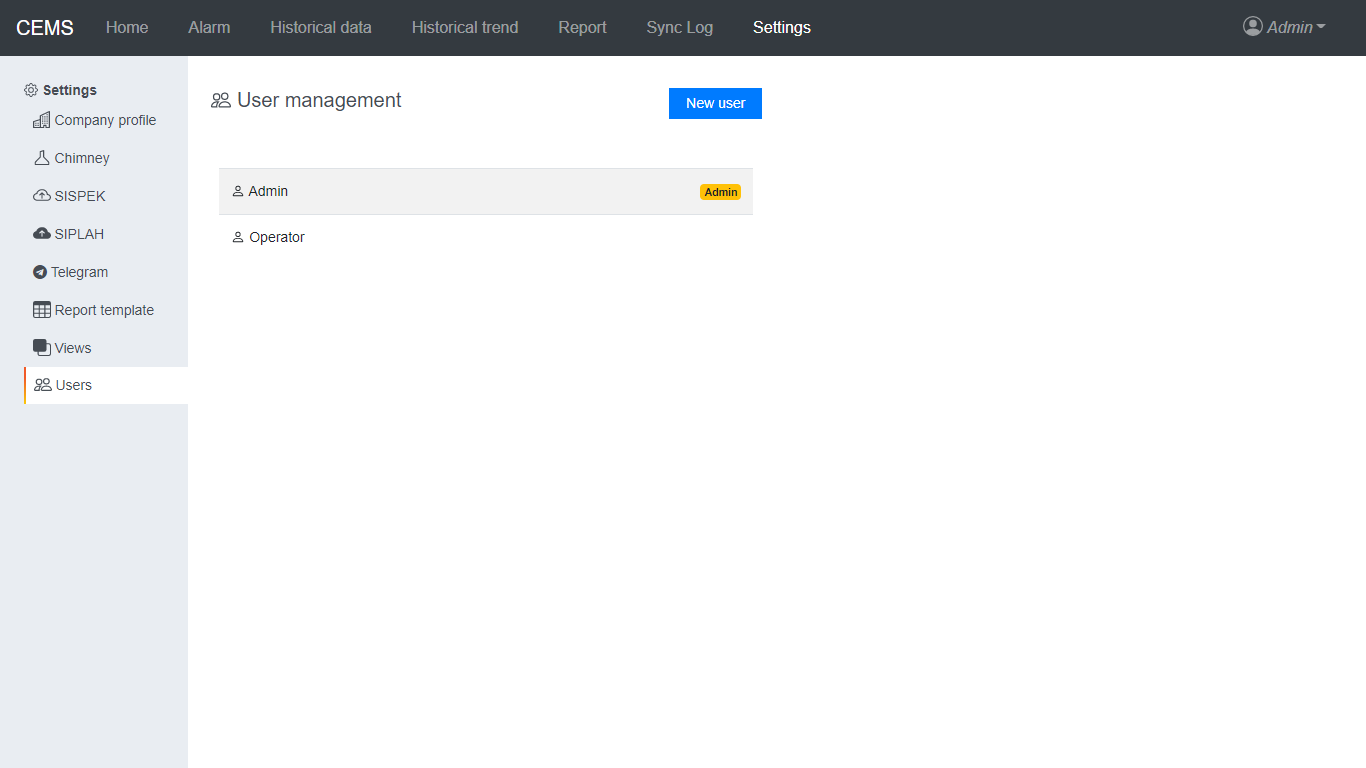 CEMS Home Alarm Historical data Historical trend Report Sync Log Settings Admin
Settings
Company profile
Chimney
SISPEK
SIPLAH
Telegram
Report template
Views
Users
User management New user
Admin Admin
Operator